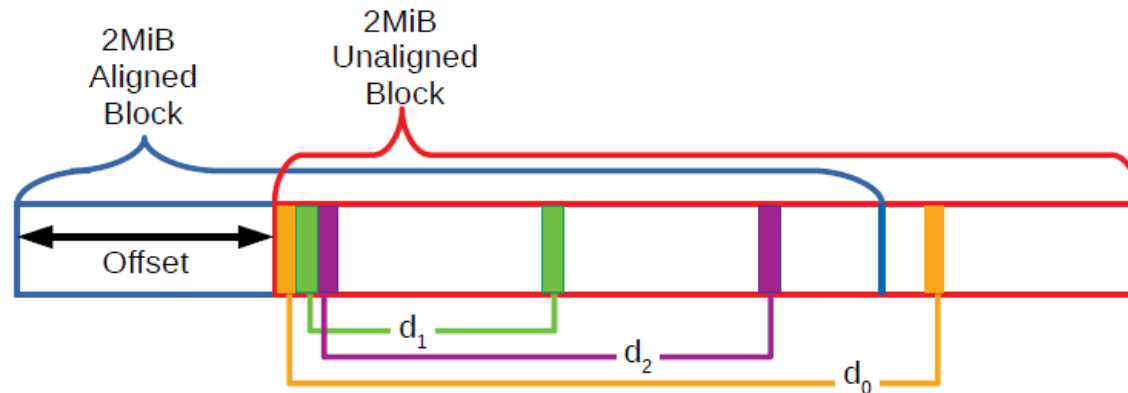 2MiB
Aligned
Block
2MiB
Unaligned
Block
Offset
d₁
d₂
d₀